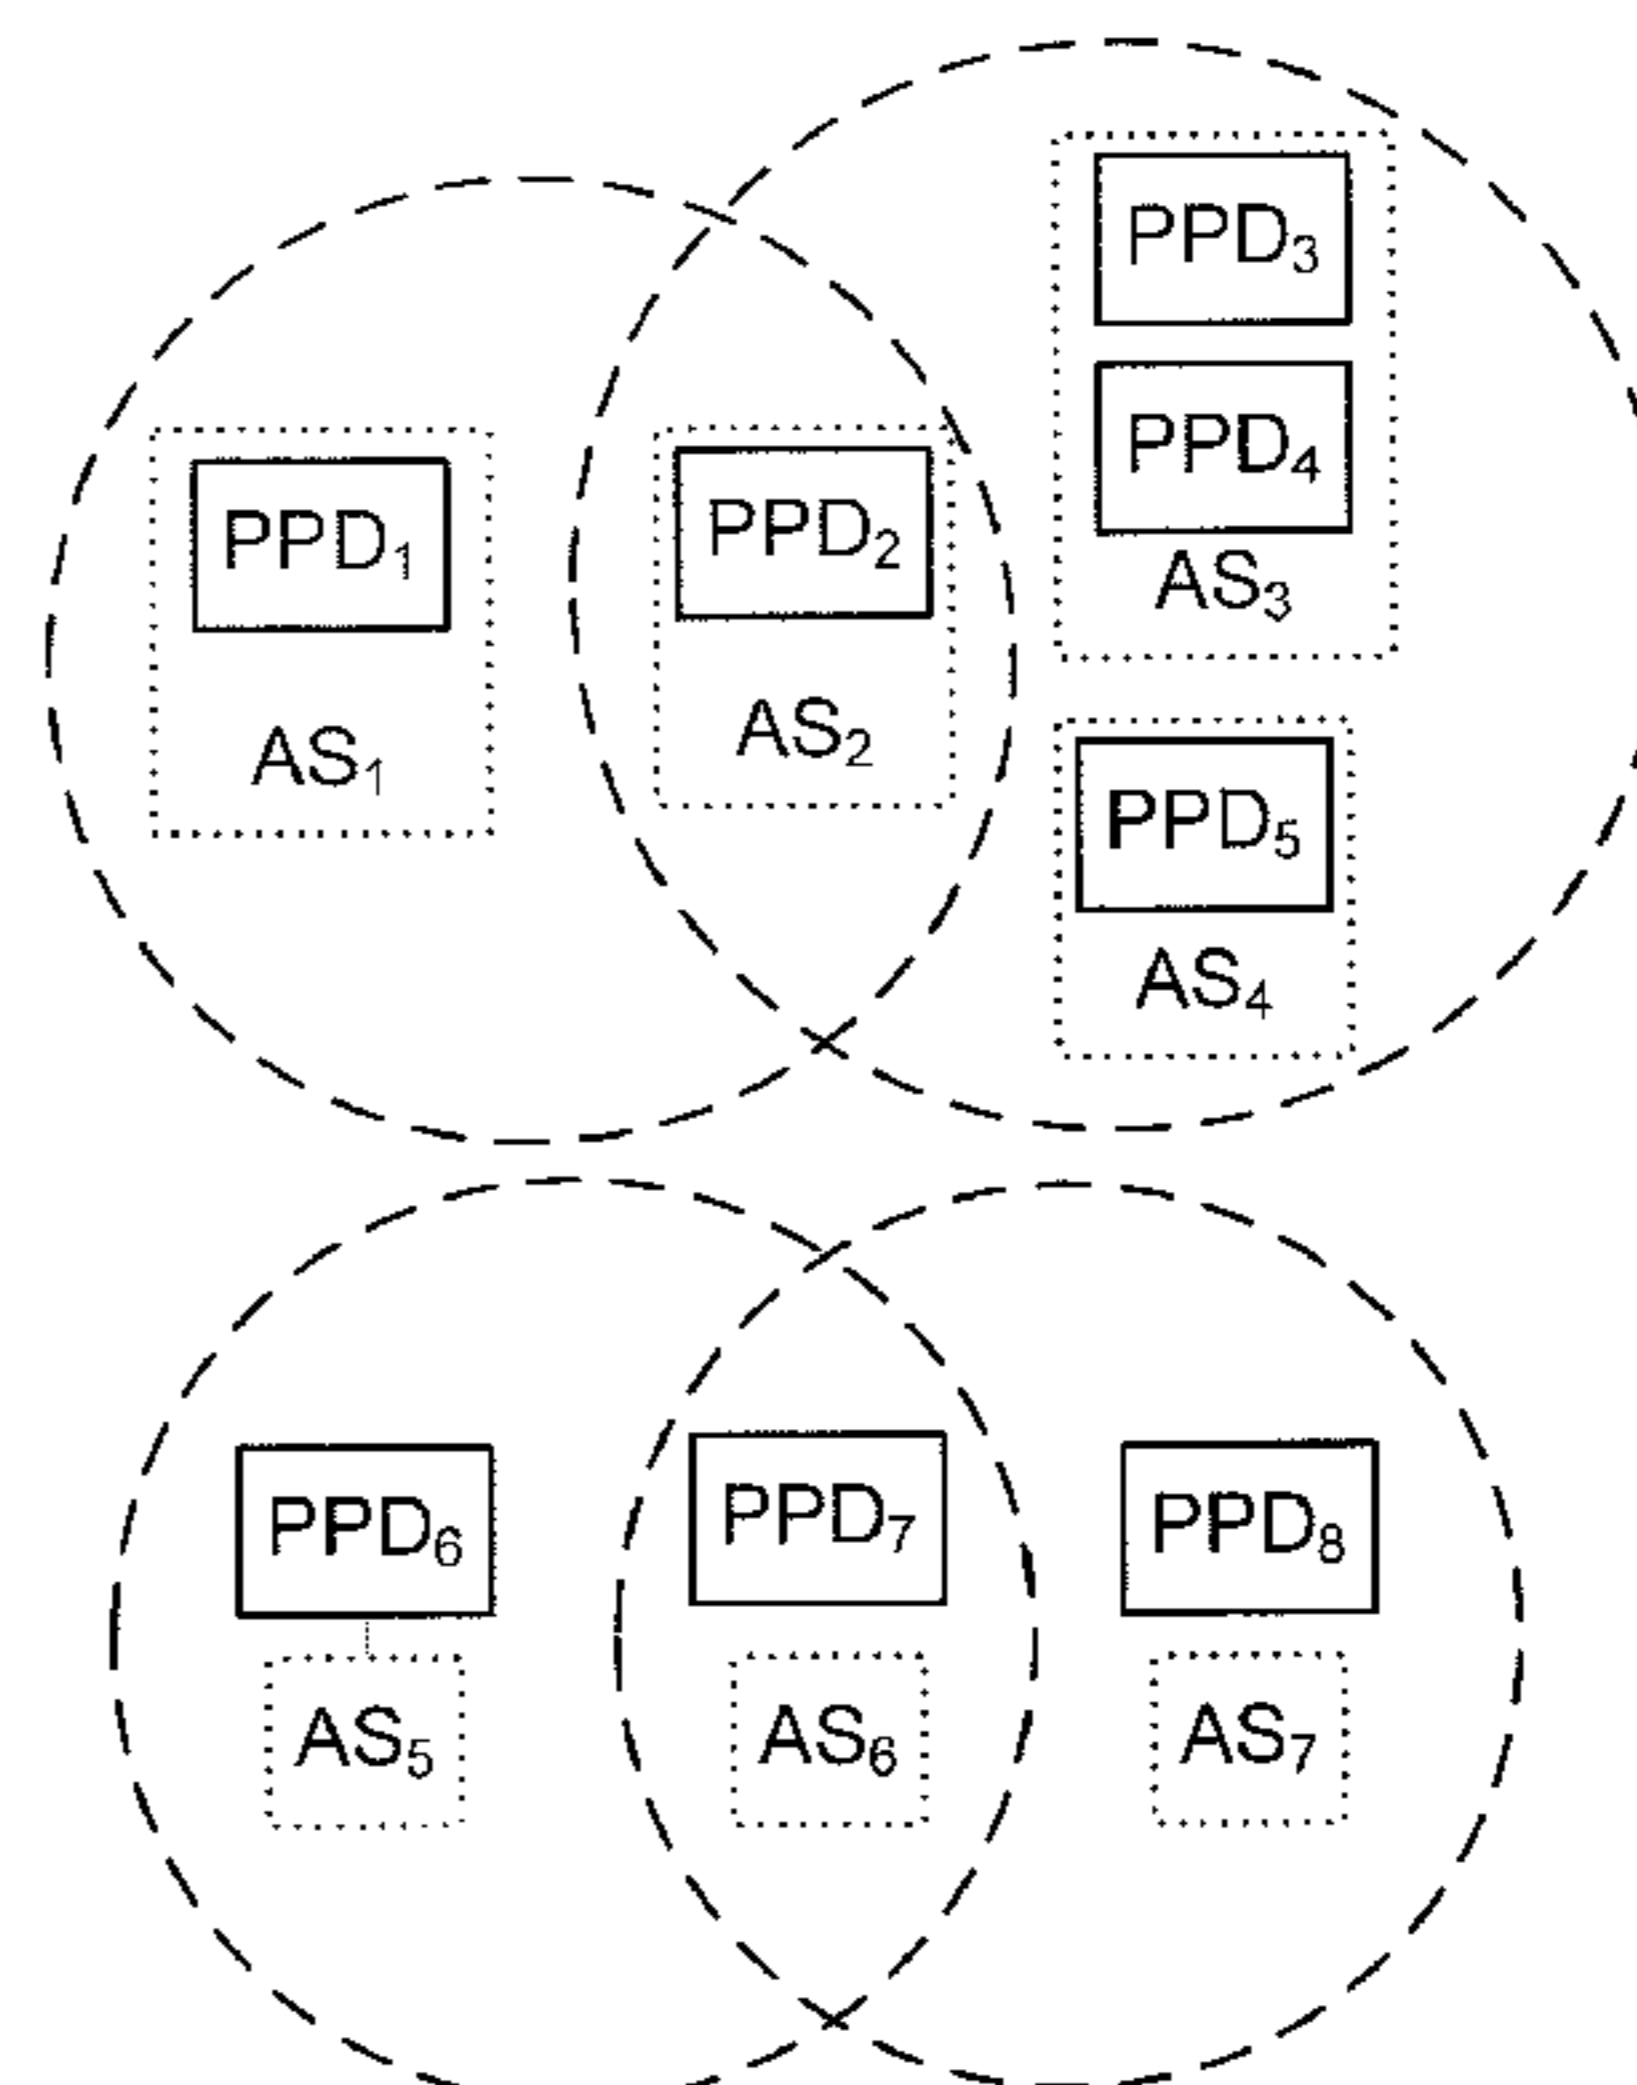 PPD₁
AS₁
PPD₂
AS₂
PPD₃
PPD₄
AS₃
PPD₅
AS₄
PPD₆
AS₅
PPD₇
AS₆
PPD₈
AS₇